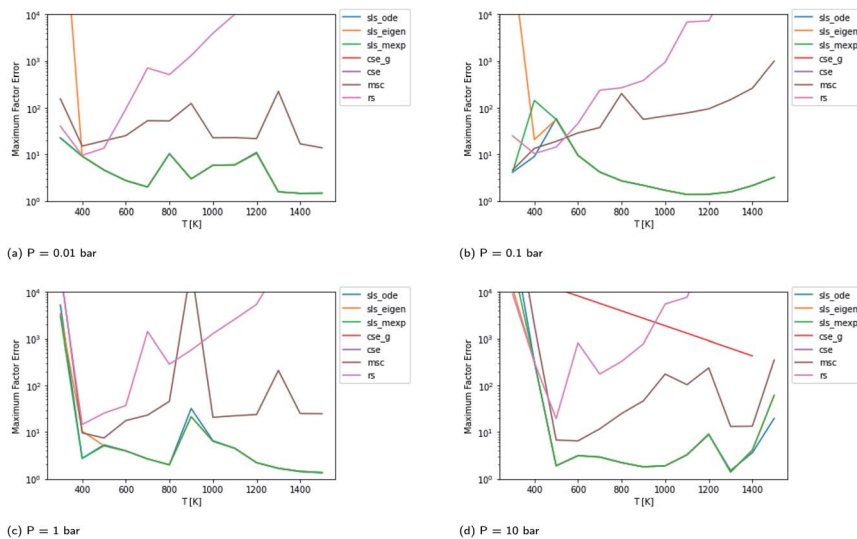 10⁴
10³
10²
10¹
10⁰
Maximum Factor Error
400 600 800 1000 1200 1400
T [K]
sls_ode
sls_eigen
sls_mexp
cse_g
cse
msc
rs
(a) P = 0.01 bar
10⁴
10³
10²
10¹
10⁰
Maximum Factor Error
400 600 800 1000 1200 1400
T [K]
sls_ode
sls_eigen
sls_mexp
cse_g
cse
msc
rs
(b) P = 0.1 bar
10⁴
10³
10²
10¹
10⁰
Maximum Factor Error
400 600 800 1000 1200 1400
T [K]
sls_ode
sls_eigen
sls_mexp
cse_g
cse
msc
rs
(c) P = 1 bar
10⁴
10³
10²
10¹
10⁰
Maximum Factor Error
400 600 800 1000 1200 1400
T [K]
sls_ode
sls_eigen
sls_mexp
cse_g
cse
msc
rs
(d) P = 10 bar